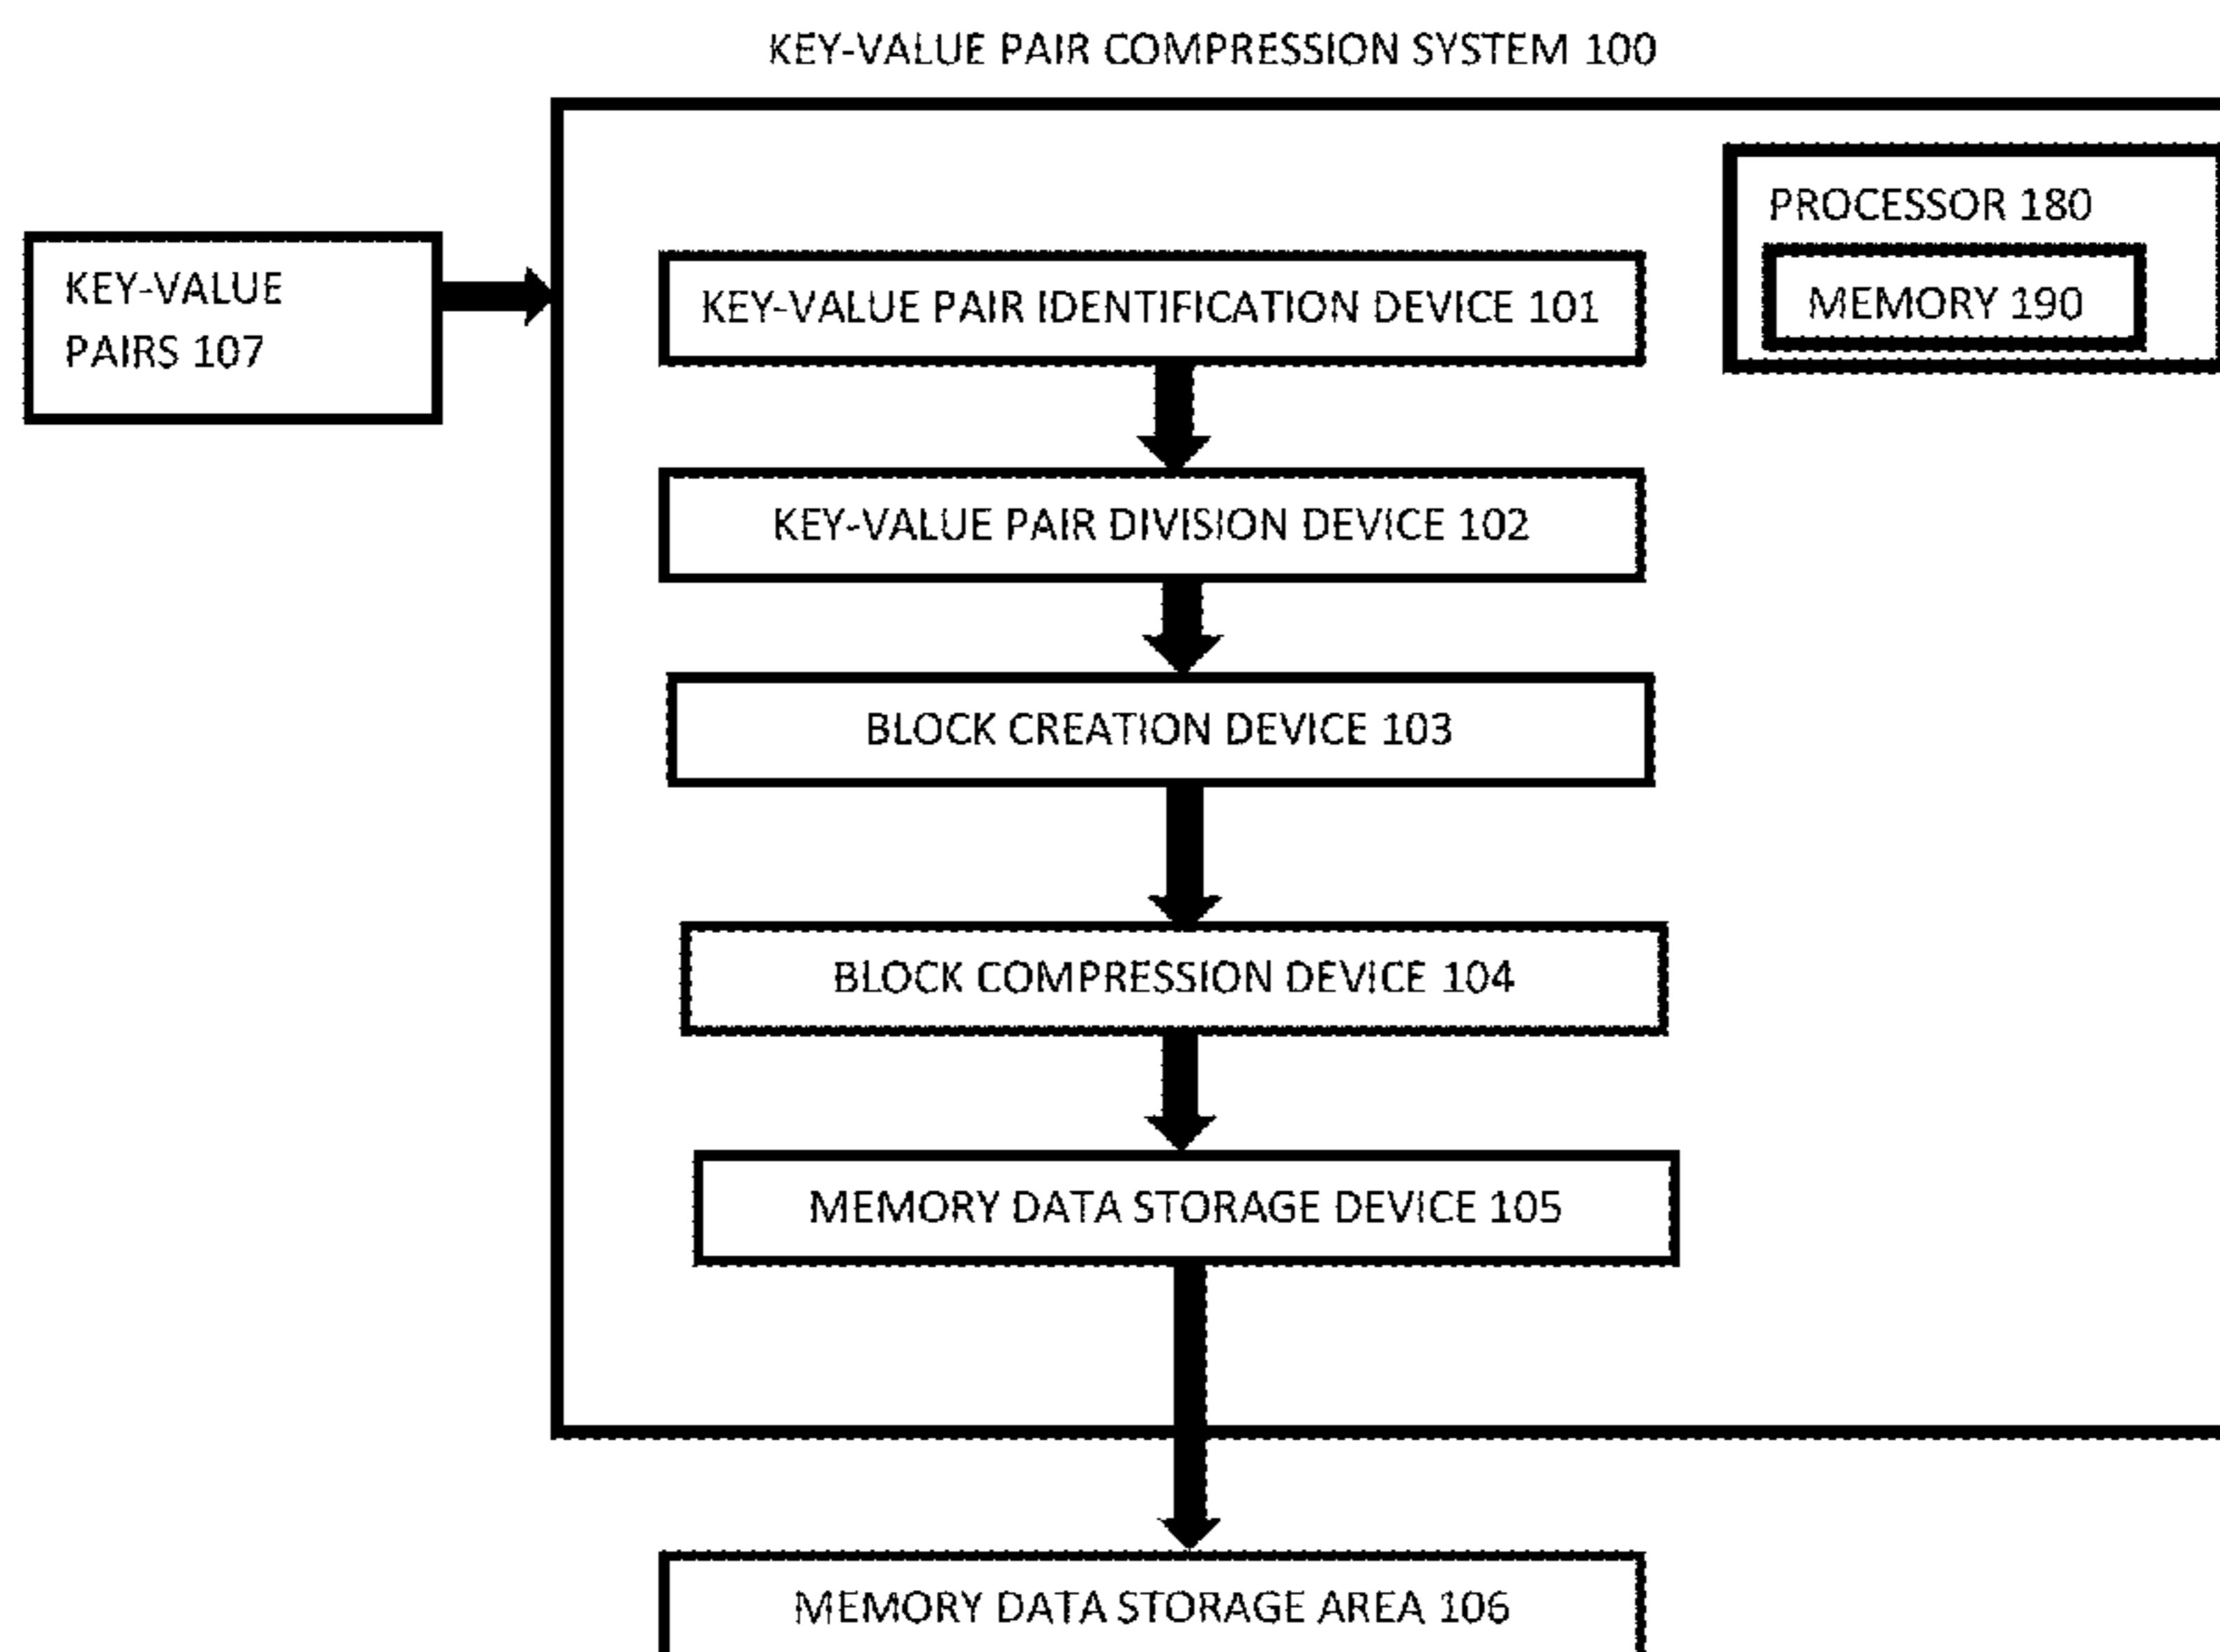 KEY-VALUE PAIR COMPRESSION SYSTEM 100
KEY-VALUE
PAIRS 107
PROCESSOR 180
MEMORY 190
KEY-VALUE PAIR IDENTIFICATION DEVICE 101
KEY-VALUE PAIR DIVISION DEVICE 102
BLOCK CREATION DEVICE 103
BLOCK COMPRESSION DEVICE 104
MEMORY DATA STORAGE DEVICE 105
MEMORY DATA STORAGE AREA 106